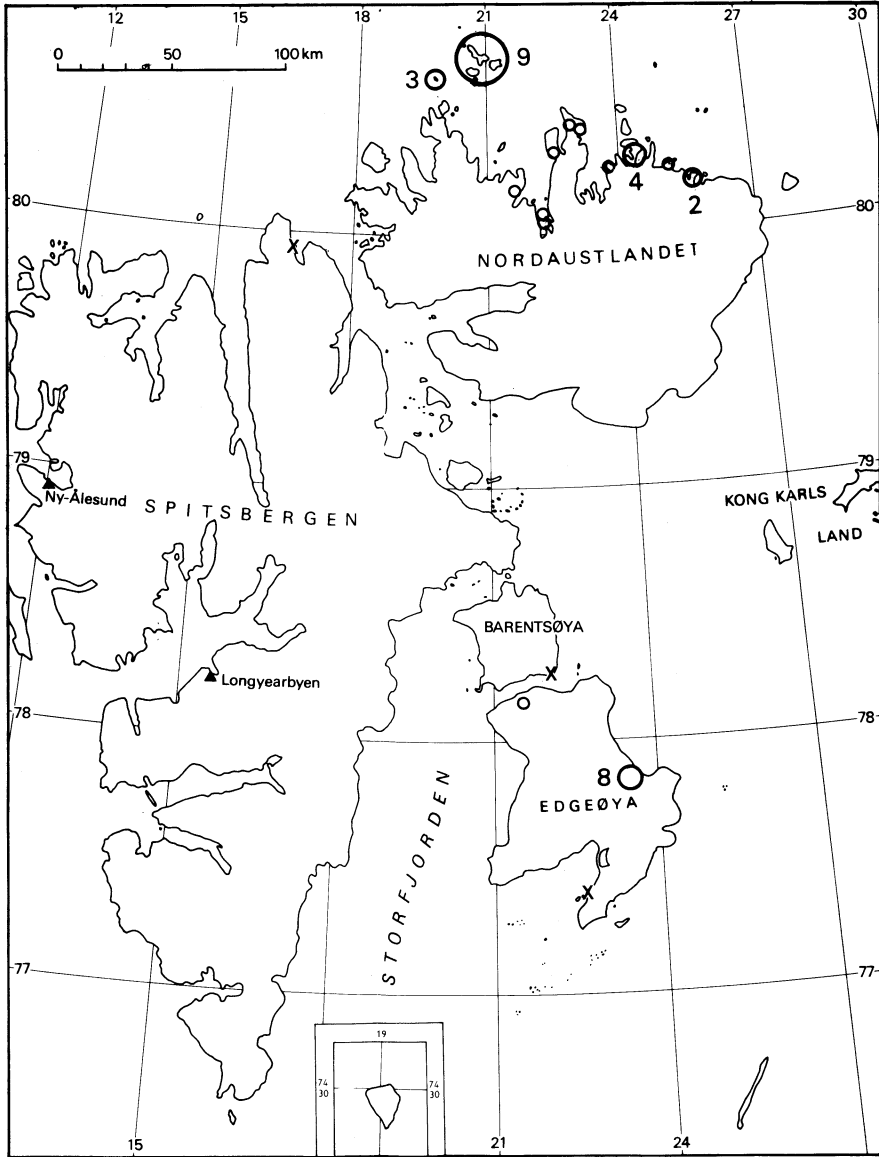 12 15 18 21 24 27 30
0 50 100 km
9
3
4
2
80 80
NORDAUSTLANDET
79 79
Ny-Ålesund
SPITSBERGEN
KONG KARLS
LAND
BARENTSØYA
Longyearbyen
78 78
8
EDGEØYA
STORFJORDEN
77 77
19
74 74
30 30
15 21 24